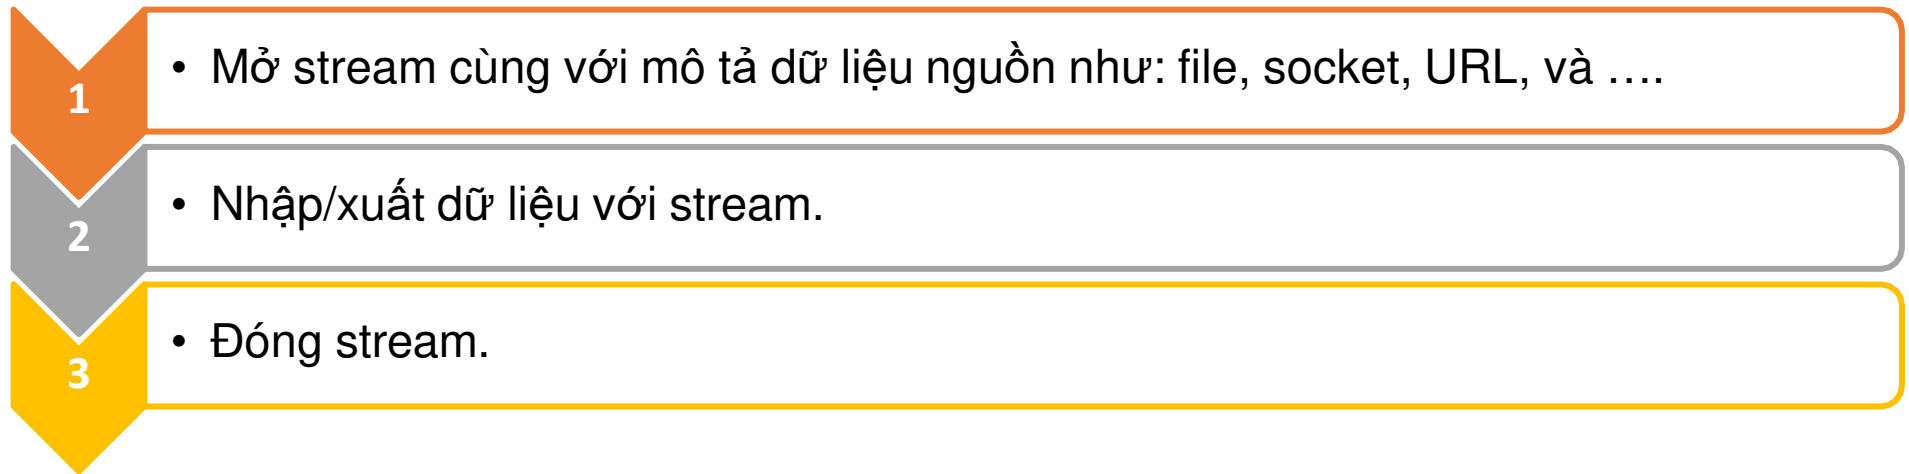 1
• Mở stream cùng với mô tả dữ liệu nguồn như: file, socket, URL, và ....
2
• Nhập/xuất dữ liệu với stream.
3
• Đóng stream.